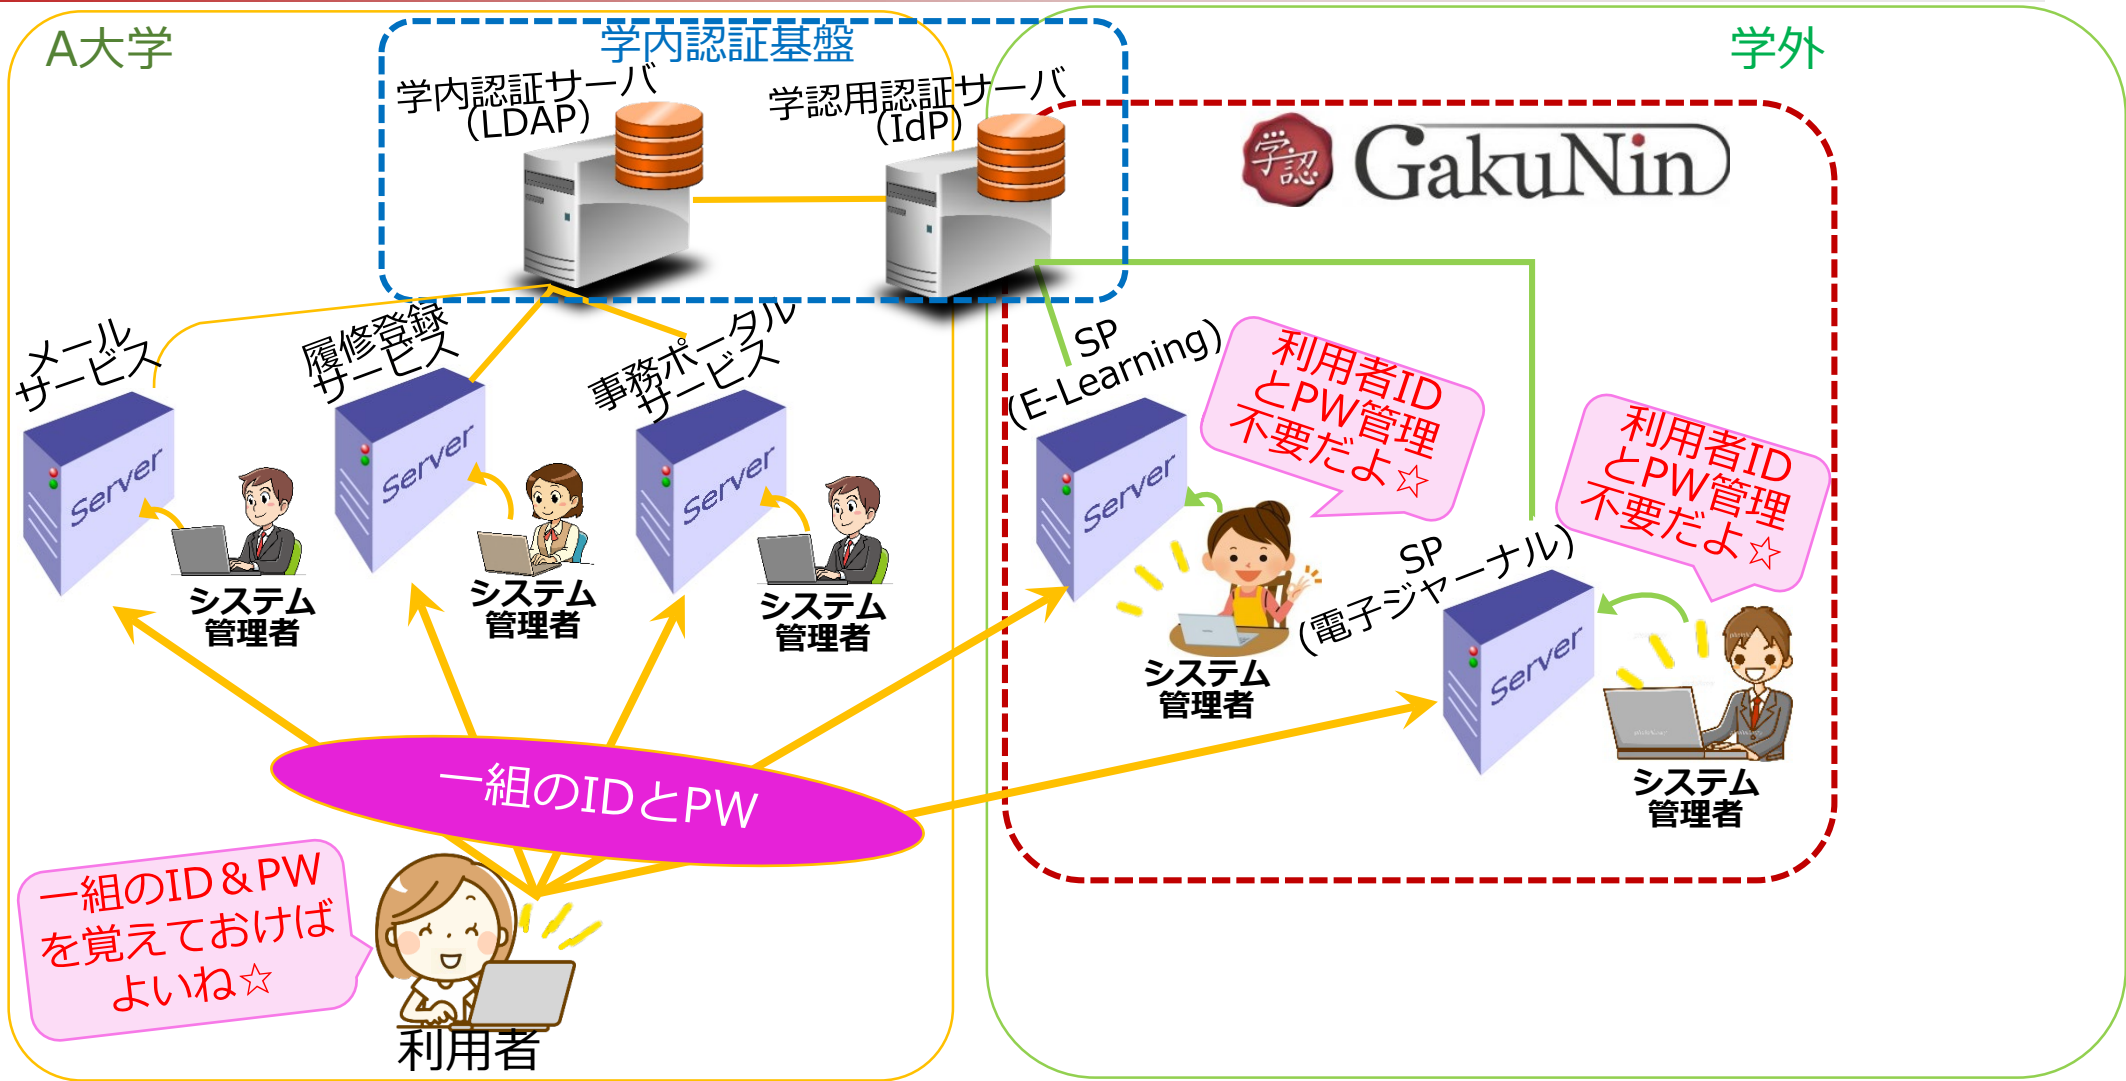 A大学
学内認証基盤
学外
学内認証サーバ
（LDAP）
学認用認証サーバ
（IdP）
学認
GakuNin
メール
サービス
履修登録
サービス
事務ポータル
サービス
SP
(E-Learning)
利用者ID
とPW管理
不要だよ☆
利用者ID
とPW管理
不要だよ☆
SP
(電子ジャーナル)
Server
Server
Server
Server
Server
システム
管理者
システム
管理者
システム
管理者
システム
管理者
システム
管理者
一組のIDとPW
一組のID＆PW
を覚えておけば
よいね☆
利用者